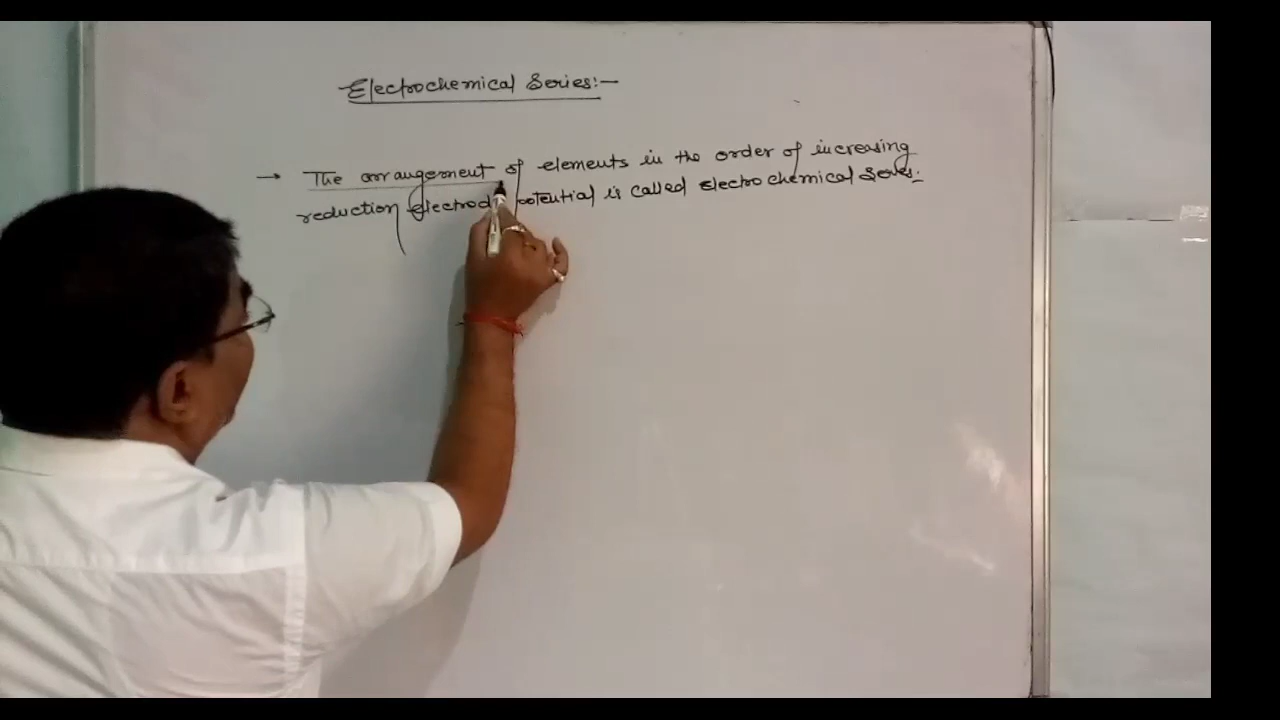 Electrochemical Series:-
→ The arrangement of elements in the order of increasing
reduction electrode potential is called electrochemical series: